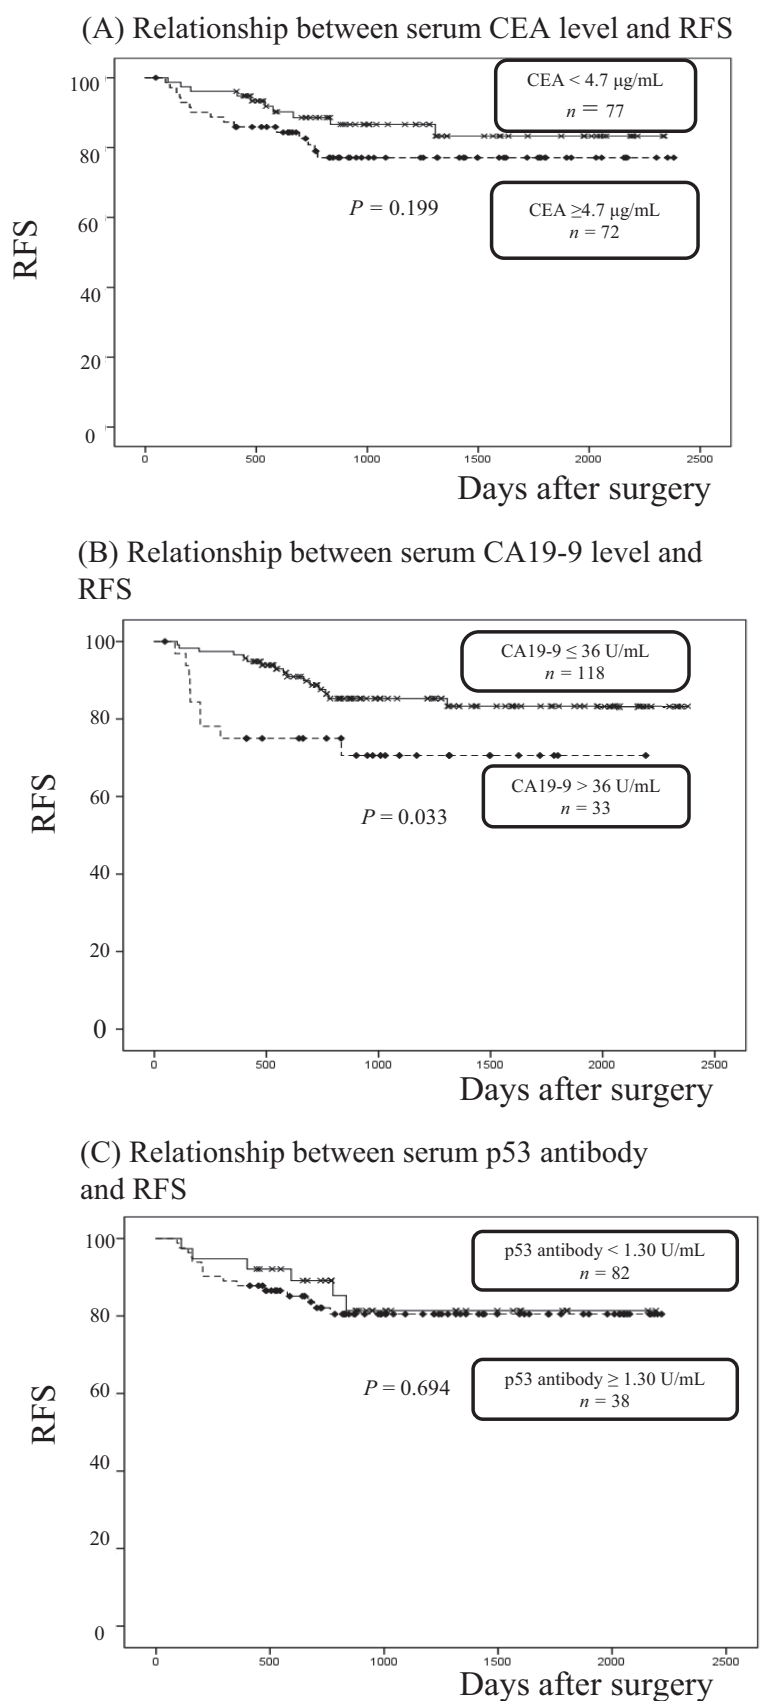 (A) Relationship between serum CEA level and RFS
100
80
60
40
20
0
RFS
CEA < 4.7 μg/mL
n = 77
P = 0.199
CEA ≥4.7 μg/mL
n = 72
0 500 1000 1500 2000 2500
Days after surgery
(B) Relationship between serum CA19-9 level and
RFS
100
80
60
40
20
0
RFS
CA19-9 ≤ 36 U/mL
n = 118
CA19-9 > 36 U/mL
n = 33
P = 0.033
0 500 1000 1500 2000 2500
Days after surgery
(C) Relationship between serum p53 antibody
and RFS
100
80
60
40
20
0
RFS
p53 antibody < 1.30 U/mL
n = 82
P = 0.694
p53 antibody ≥ 1.30 U/mL
n = 38
0 500 1000 1500 2000 2500
Days after surgery